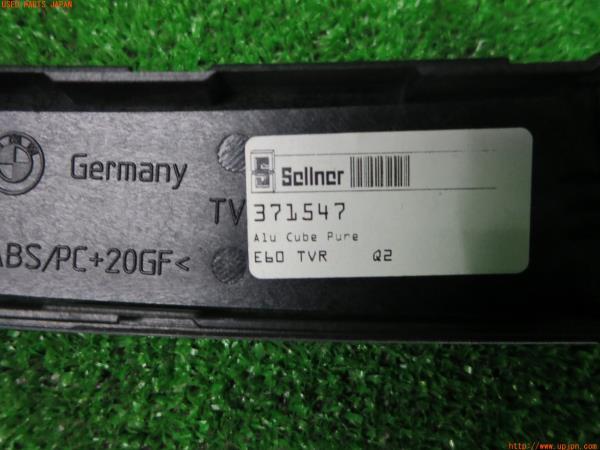 USED PARTS JAPAN
BMW
Germany
TV
ABS/PC+20GF<
S Sellner
371547
Alu Cube Pure
E60 TVR Q2
http://www.upjpn.com/